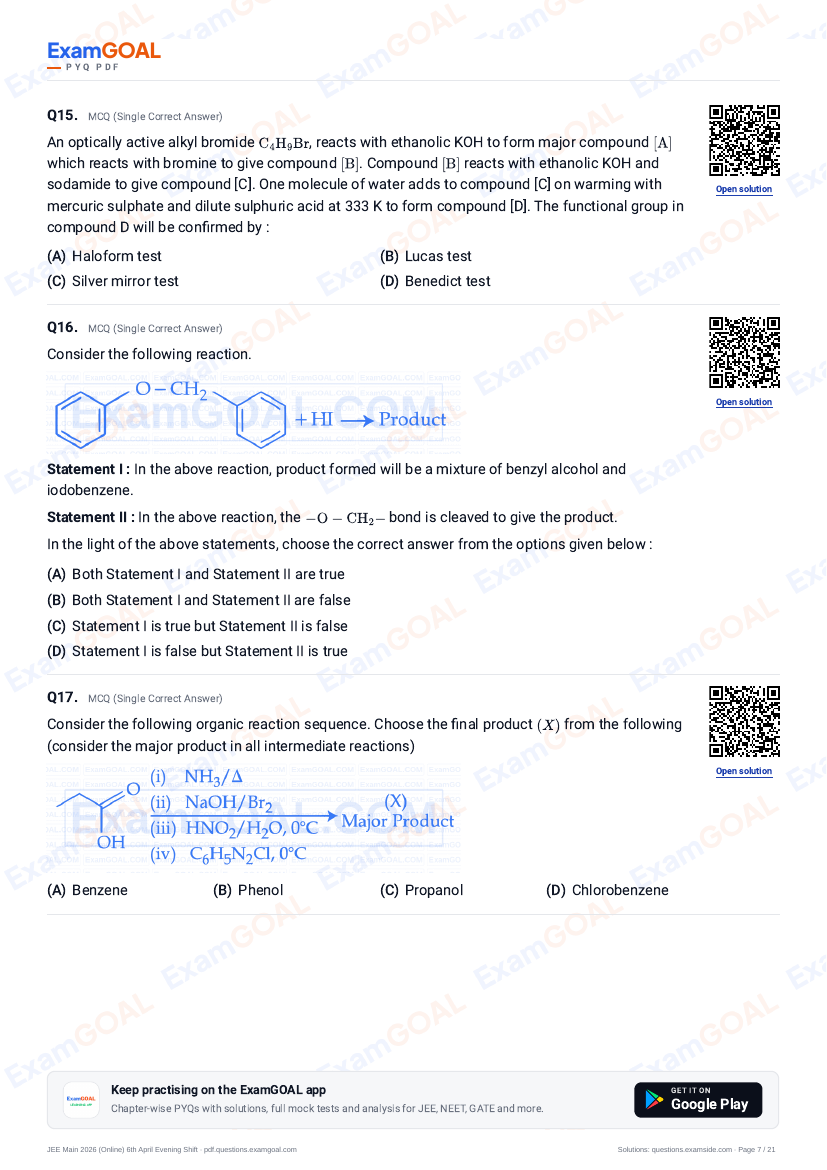 ExamGOAL
PYQ PDF
Q15. MCQ (Single Correct Answer)
An optically active alkyl bromide C₄H₉Br, reacts with ethanolic KOH to form major compound [A]
which reacts with bromine to give compound [B]. Compound [B] reacts with ethanolic KOH and
sodamide to give compound [C]. One molecule of water adds to compound [C] on warming with
mercuric sulphate and dilute sulphuric acid at 333 K to form compound [D]. The functional group in
compound D will be confirmed by :
Open solution
(A) Haloform test (B) Lucas test
(C) Silver mirror test (D) Benedict test
Q16. MCQ (Single Correct Answer)
Consider the following reaction.
O – CH₂
+ HI → Product
Open solution
Statement I : In the above reaction, product formed will be a mixture of benzyl alcohol and
iodobenzene.
Statement II : In the above reaction, the −O − CH₂− bond is cleaved to give the product.
In the light of the above statements, choose the correct answer from the options given below :
(A) Both Statement I and Statement II are true
(B) Both Statement I and Statement II are false
(C) Statement I is true but Statement II is false
(D) Statement I is false but Statement II is true
Q17. MCQ (Single Correct Answer)
Consider the following organic reaction sequence. Choose the final product (X) from the following
(consider the major product in all intermediate reactions)
Open solution
O
OH
(i) NH₃/Δ
(ii) NaOH/Br₂
(iii) HNO₂/H₂O, 0°C
(iv) C₆H₅N₂Cl, 0°C
(X)
Major Product
(A) Benzene (B) Phenol (C) Propanol (D) Chlorobenzene
Keep practising on the ExamGOAL app
Chapter-wise PYQs with solutions, full mock tests and analysis for JEE, NEET, GATE and more.
GET IT ON
Google Play
JEE Main 2026 (Online) 6th April Evening Shift · pdf.questions.examgoal.com
Solutions: questions.examside.com · Page 7 / 21